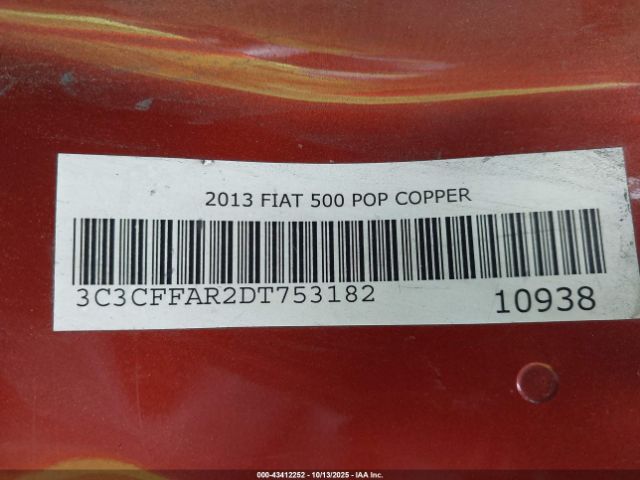 2013 FIAT 500 POP COPPER
3C3CFFAR2DT753182
10938
000-43412252 | 10/13/2025 | IAA Inc.